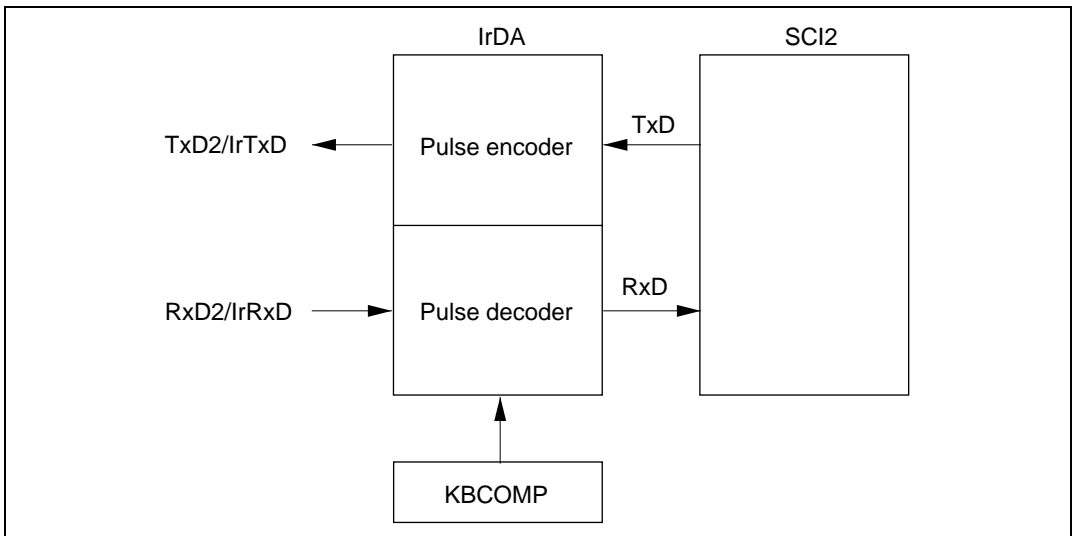 IrDA
SCI2
TxD2/IrTxD
Pulse encoder
TxD
RxD2/IrRxD
Pulse decoder
RxD
KBCOMP